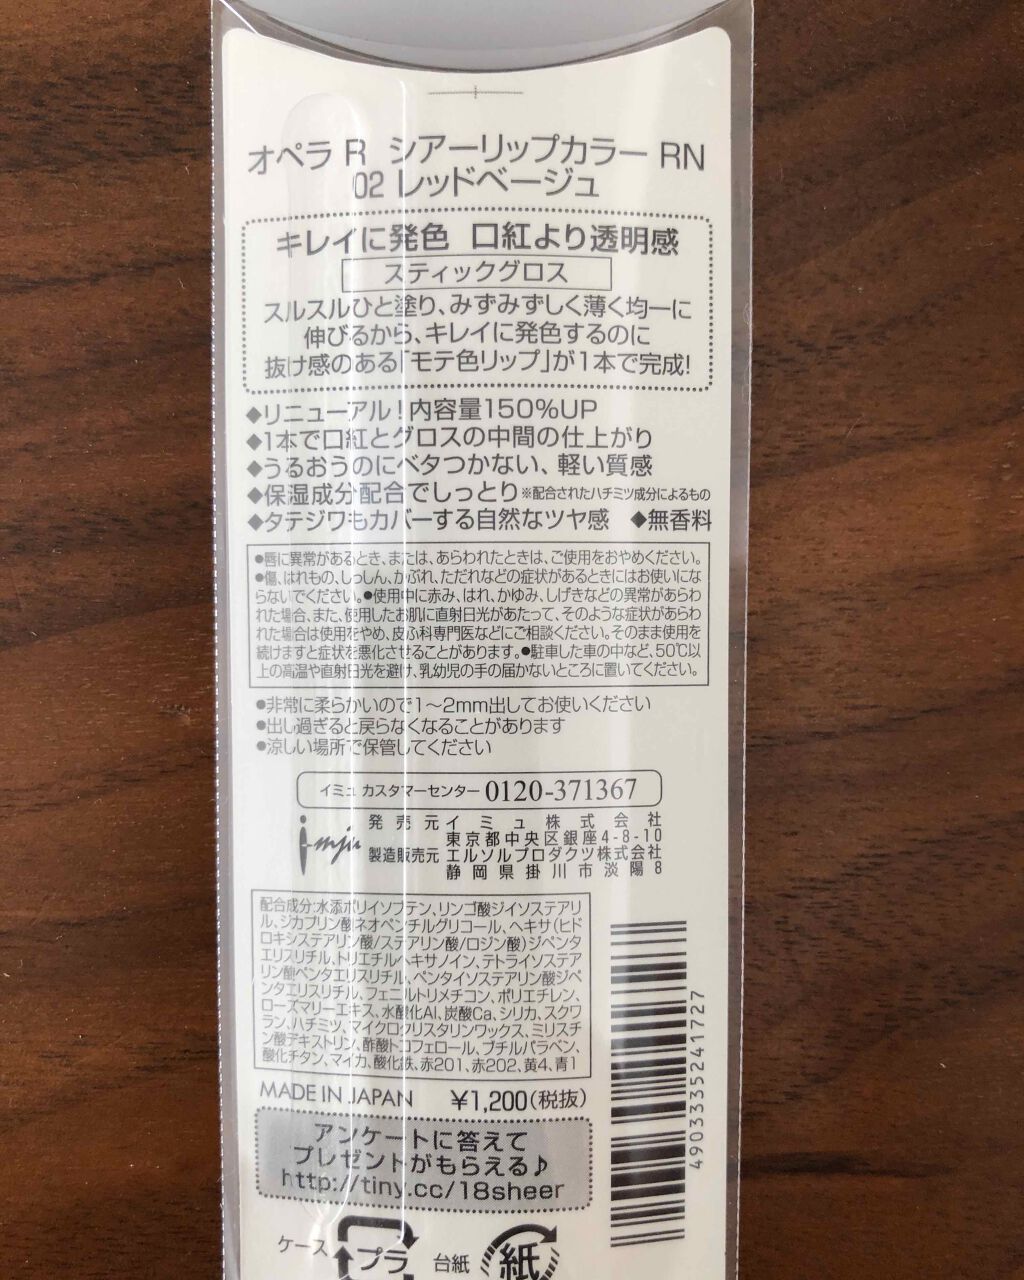 オペラ R シアーリップカラー RN
02 レッドベージュ
キレイに発色 口紅より透明感
スティックグロス
スルスルひと塗り、みずみずしく薄く均一に
伸びるから、キレイに発色するのに
抜け感のある「モテ色リップ」が1本で完成!
◆リニューアル!内容量150%UP
◆1本で口紅とグロスの中間の仕上がり
◆うるおうのにベタつかない、軽い質感
◆保湿成分配合でしっとり※配合されたハチミツ成分によるもの
◆タテジワもカバーする自然なツヤ感 ◆無香料
●唇に異常があるとき、または、あらわれたときは、ご使用をおやめください。
●傷、はれもの、しっしん、かぶれ、ただれなどの症状があるときにはお使いにな
らないでください。●使用中に赤み、はれ、かゆみ、しげきなどの異常があらわ
れた場合、また、使用したお肌に直射日光があたって、そのような症状があらわ
れた場合は使用をやめ、皮ふ科専門医などにご相談ください。そのまま使用を
続けますと症状を悪化させることがあります。●駐車した車の中など、50℃以
上の高温や直射日光を避け、乳幼児の手の届かないところに置いてください。
●非常に柔らかいので1～2mm出してお使いください
●出し過ぎると戻らなくなることがあります
●涼しい場所で保管してください
イミュ カスタマーセンター 0120-371367
i-mju
発売元 イミュ株式会社
東京都中央区銀座4-8-10
製造販売元 エルソルプロダクツ株式会社
静岡県掛川市淡陽8
配合成分:水添ポリイソブテン、リンゴ酸ジイソステアリ
ル、ジカプリン酸ネオペンチルグリコール、ヘキサ(ヒド
ロキシステアリン酸/ステアリン酸/ロジン酸)ジペンタ
エリスリチル、トリエチルヘキサノイン、テトライソステア
リン酸ペンタエリスリチル、ペンタイソステアリン酸ジペ
ンタエリスリチル、フェニルトリメチコン、ポリエチレン、
ローズマリーエキス、水酸化Al、炭酸Ca、シリカ、スクワ
ラン、ハチミツ、マイクロクリスタリンワックス、ミリスチ
ン酸デキストリン、酢酸トコフェロール、ブチルパラベン、
酸化チタン、マイカ、酸化鉄、赤201、赤202、黄4、青1
MADE IN JAPAN ¥1,200(税抜)
アンケートに答えて
プレゼントがもらえる♪
http://tiny.cc/18sheer
4903335241727
ケース プラ 台紙 紙